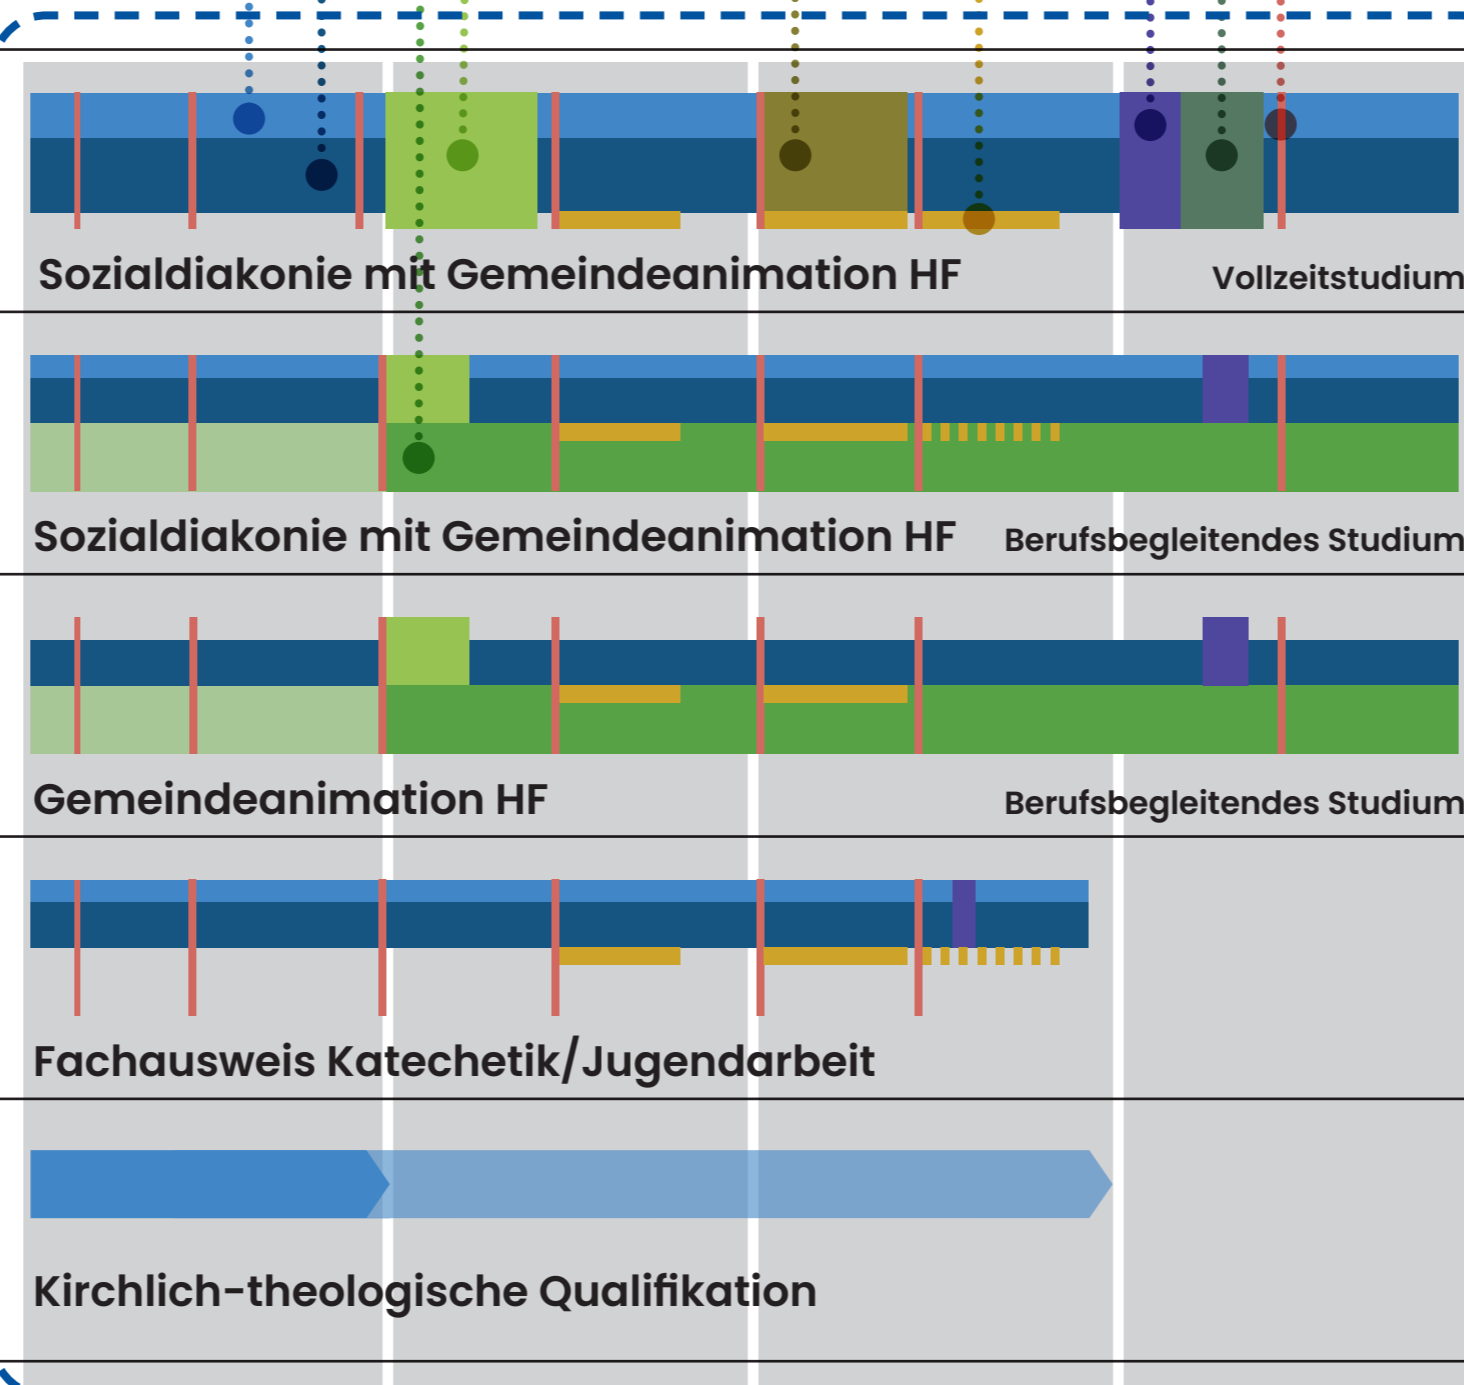 Sozialdiakonie mit Gemeindeanimation HF Vollzeitstudium
Sozialdiakonie mit Gemeindeanimation HF Berufsbegleitendes Studium
Gemeindeanimation HF Berufsbegleitendes Studium
Fachausweis Katechetik/Jugendarbeit
Kirchlich-theologische Qualifikation